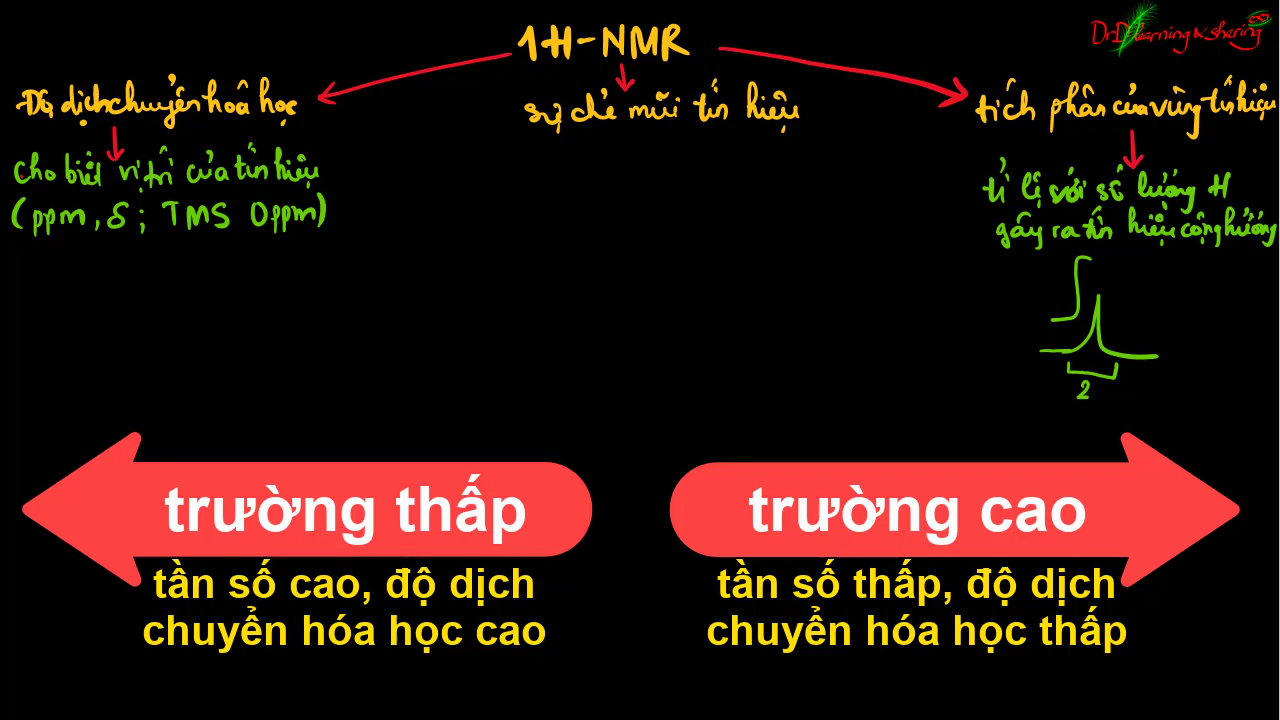 1H-NMR
Dr.D learning & sharing
Độ dịch chuyển hoá học
sự chẻ mũi tín hiệu
tích phân của vùng tín hiệu
cho biết vị trí của tín hiệu
(ppm, δ; TMS 0ppm)
tỉ lệ với số lượng H
gây ra tín hiệu cộng hưởng
2
trường thấp
trường cao
tần số cao, độ dịch
chuyển hóa học cao
tần số thấp, độ dịch
chuyển hóa học thấp